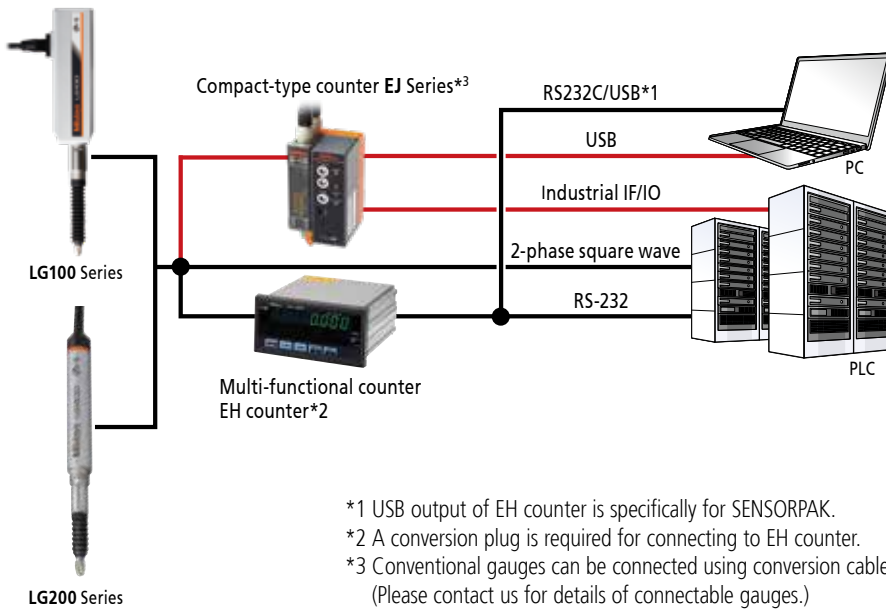 Compact-type counter EJ Series*3
RS232C/USB*1
USB
PC
Industrial IF/IO
LG100 Series
2-phase square wave
RS-232
0.000
PLC
Multi-functional counter
EH counter*2
*1 USB output of EH counter is specifically for SENSORPAK.
*2 A conversion plug is required for connecting to EH counter.
*3 Conventional gauges can be connected using conversion cable
(Please contact us for details of connectable gauges.)
LG200 Series